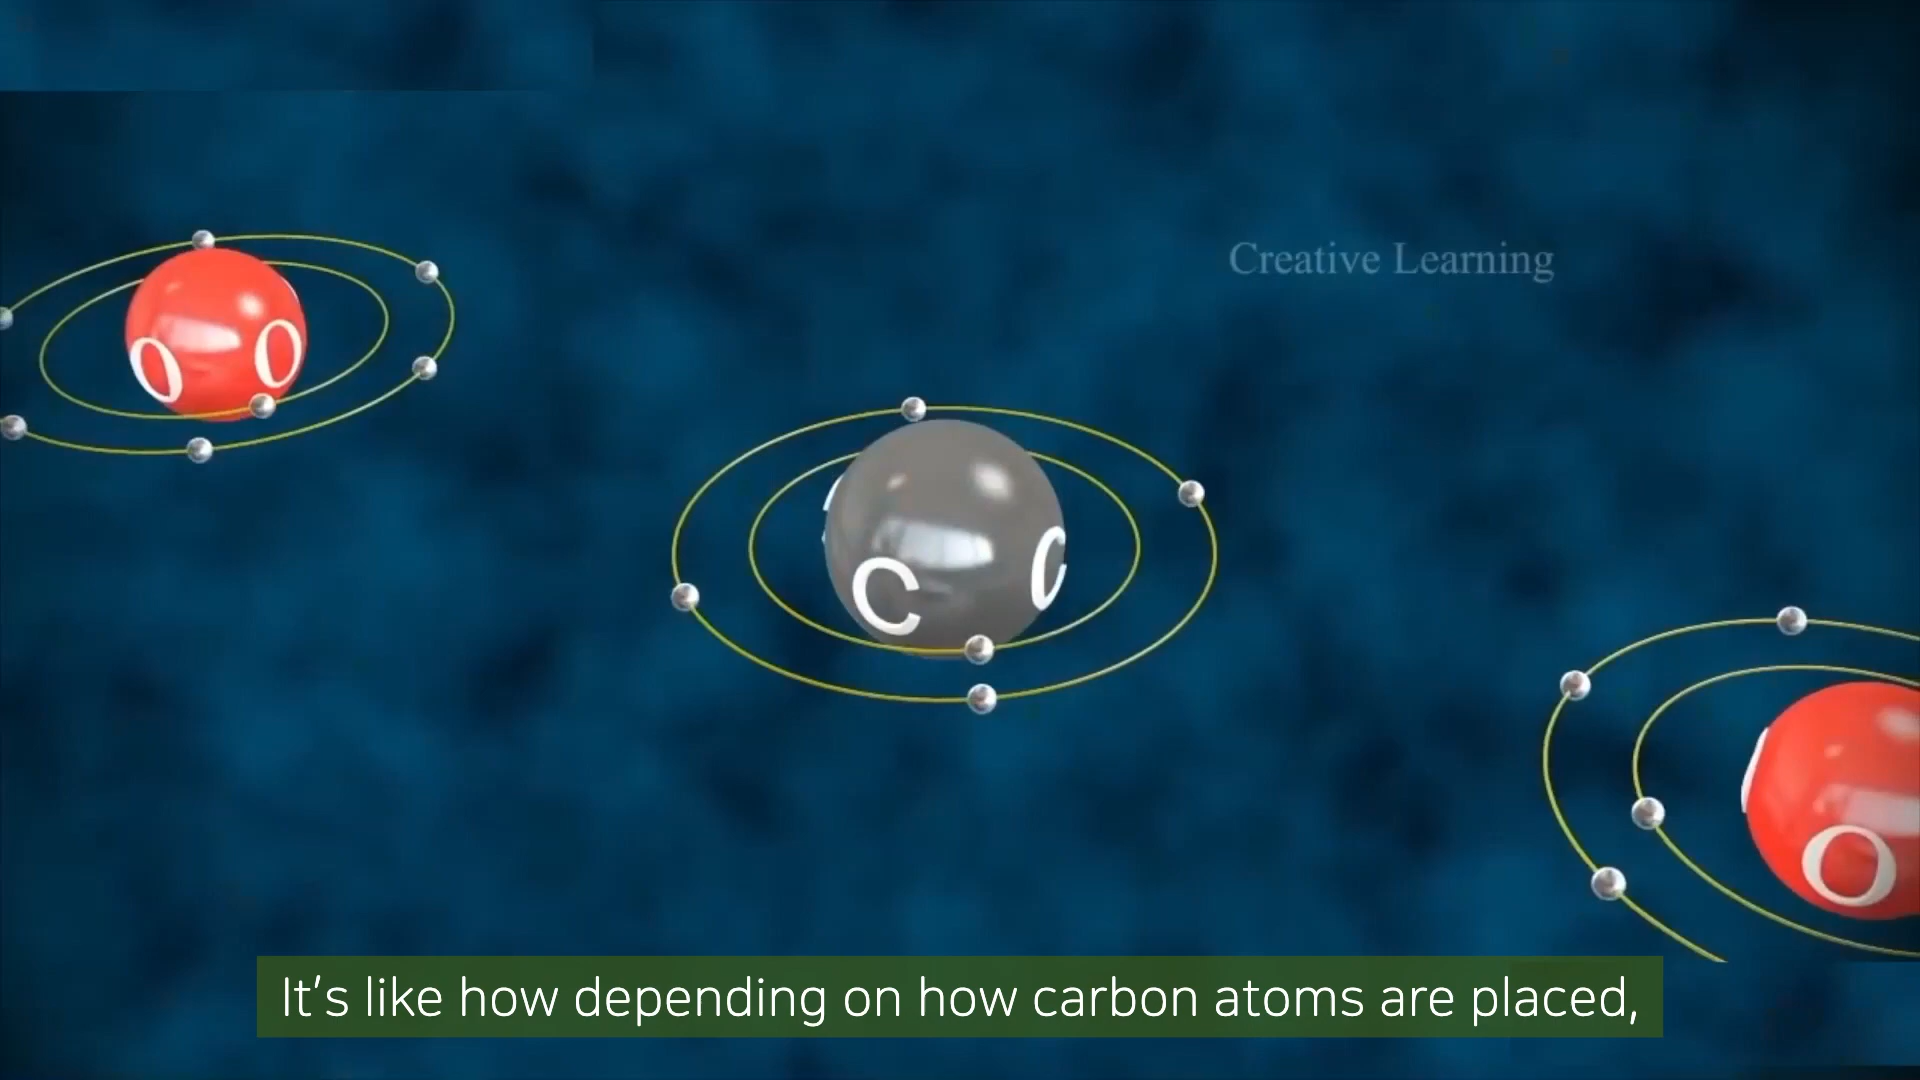 Creative Learning
O O
C C
O
It's like how depending on how carbon atoms are placed,